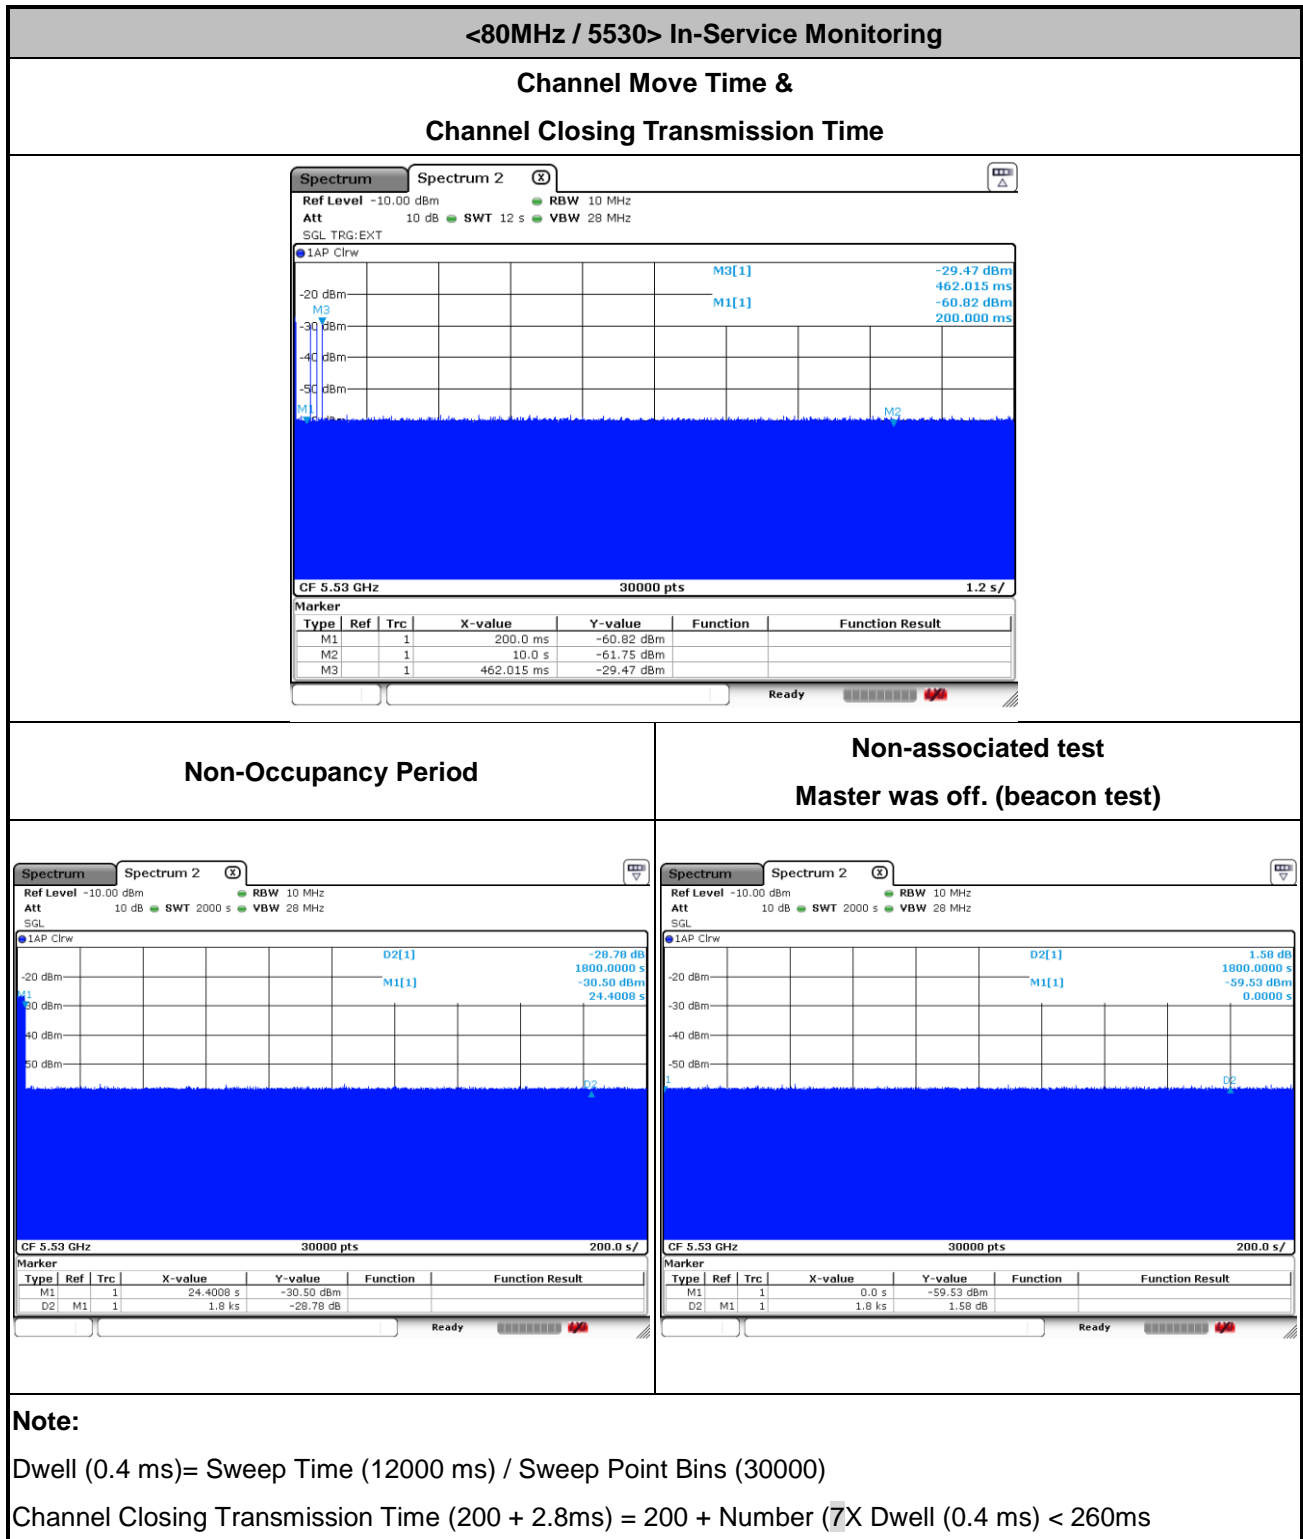 <80MHz / 5530> In-Service Monitoring
Channel Move Time &
Channel Closing Transmission Time
Spectrum Spectrum 2 X
Ref Level -10.00 dBm RBW 10 MHz
Att 10 dB SWT 12 s VBW 28 MHz
SGL TRG:EXT
1AP Clrw
M3[1] -29.47 dBm
462.015 ms
-20 dBm
M1[1] -60.82 dBm
M3
200.000 ms
-30 dBm
-40 dBm
-50 dBm
M1 M2
CF 5.53 GHz 30000 pts 1.2 s/
Marker
Type Ref Trc X-value Y-value Function Function Result
M1 1 200.0 ms -60.82 dBm
M2 1 10.0 s -61.75 dBm
M3 1 462.015 ms -29.47 dBm
Ready
Non-Occupancy Period
Non-associated test
Master was off. (beacon test)
Spectrum Spectrum 2 X
Ref Level -10.00 dBm RBW 10 MHz
Att 10 dB SWT 2000 s VBW 28 MHz
SGL
1AP Clrw
D2[1] -28.78 dB
1800.0000 s
-20 dBm
M1[1] -30.50 dBm
24.4008 s
M1
-30 dBm
-40 dBm
-50 dBm
D2
CF 5.53 GHz 30000 pts 200.0 s/
Marker
Type Ref Trc X-value Y-value Function Function Result
M1 1 24.4008 s -30.50 dBm
D2 M1 1 1.8 ks -28.78 dB
Ready
Spectrum Spectrum 2 X
Ref Level -10.00 dBm RBW 10 MHz
Att 10 dB SWT 2000 s VBW 28 MHz
SGL
1AP Clrw
D2[1] 1.58 dB
1800.0000 s
-20 dBm
M1[1] -59.53 dBm
0.0000 s
-30 dBm
-40 dBm
-50 dBm
1 D2
CF 5.53 GHz 30000 pts 200.0 s/
Marker
Type Ref Trc X-value Y-value Function Function Result
M1 1 0.0 s -59.53 dBm
D2 M1 1 1.8 ks 1.58 dB
Ready
Note:
Dwell (0.4 ms)= Sweep Time (12000 ms) / Sweep Point Bins (30000)
Channel Closing Transmission Time (200 + 2.8ms) = 200 + Number (7X Dwell (0.4 ms) < 260ms